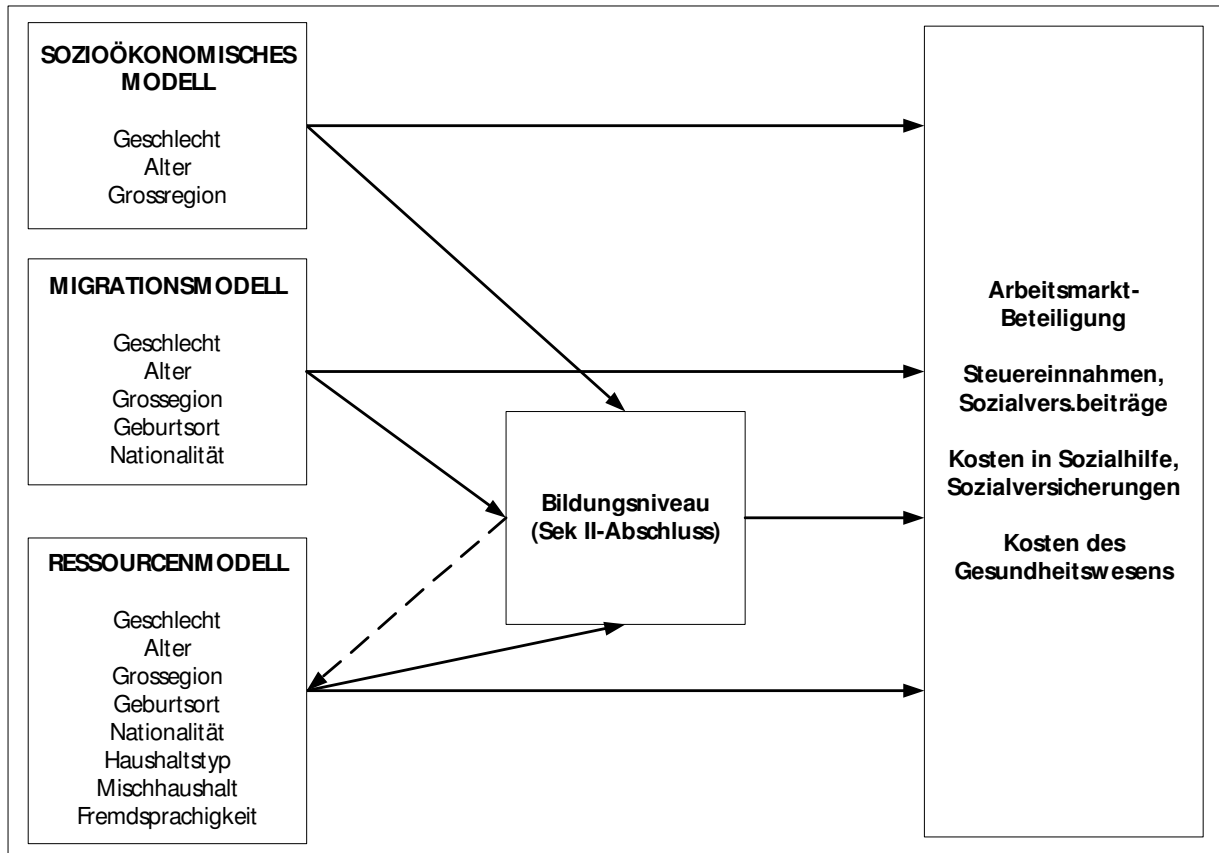 SOZIOÖKONOMISCHES
MODELL
Geschlecht
Alter
Grossregion
MIGRATIONSMODELL
Geschlecht
Alter
Grossegion
Geburtsort
Nationalität
RESSOURCENMODELL
Geschlecht
Alter
Grossegion
Geburtsort
Nationalität
Haushaltstyp
Mischhaushalt
Fremdsprachigkeit
Bildungsniveau
(Sek II-Abschluss)
Arbeitsmarkt-
Beteiligung
Steuereinnahmen,
Sozialvers.beiträge
Kosten in Sozialhilfe,
Sozialversicherungen
Kosten des
Gesundheitswesens